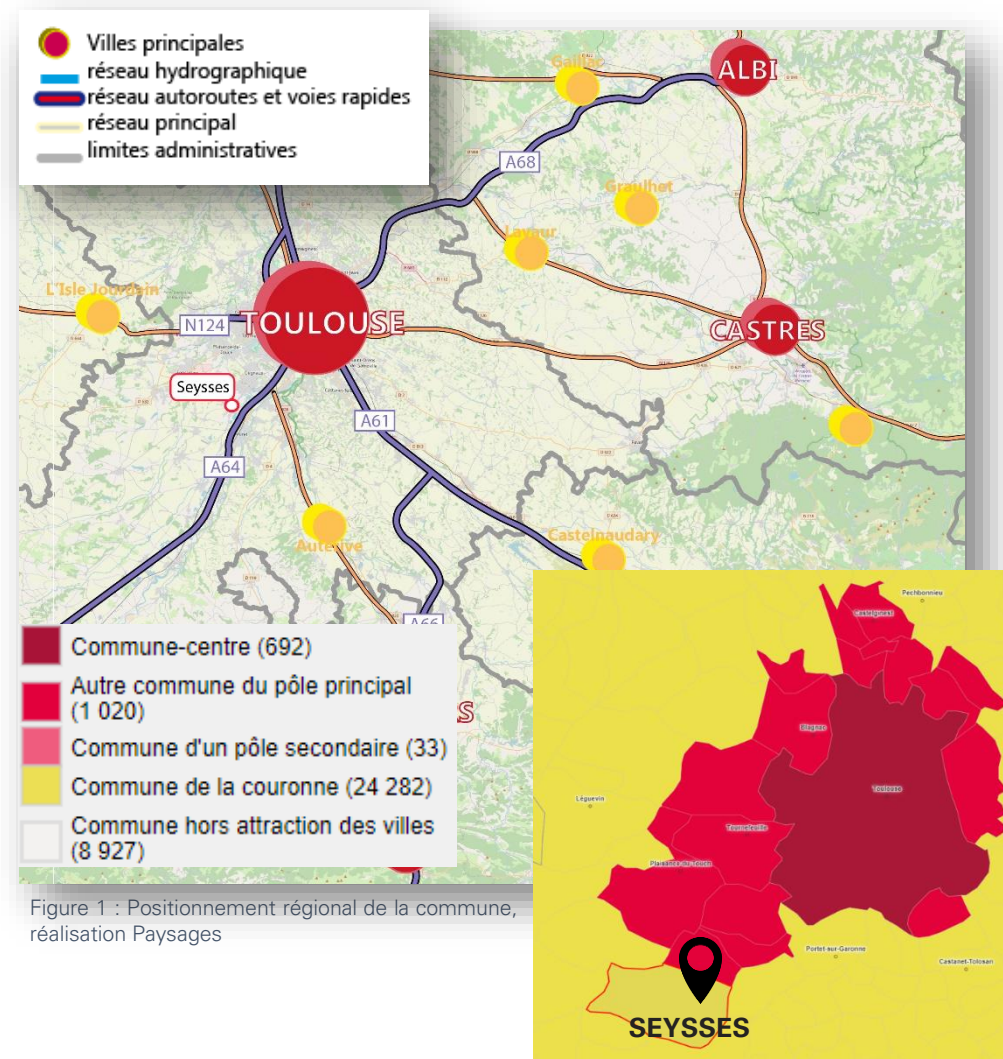 Villes principales
réseau hydrographique
réseau autoroutes et voies rapides
réseau principal
limites administratives
Gaillac
ALBI
A68
Graulhet
Lavaur
L'Isle Jourdain
N124
TOULOUSE
CASTRES
Seysses
A61
A64
Auterive
Castelnaudary
A66
S
Commune-centre (692)
Autre commune du pôle principal
(1 020)
Commune d'un pôle secondaire (33)
Commune de la couronne (24 282)
Commune hors attraction des villes
(8 927)
Pechbonnieu
Castelginest
Blagnac
Toulouse
Léguevin
Tournefeuille
Plaisance-du-Touch
Portet-sur-Garonne
Castanet-Tolosan
SEYSSES
Figure 1 : Positionnement régional de la commune,
réalisation Paysages